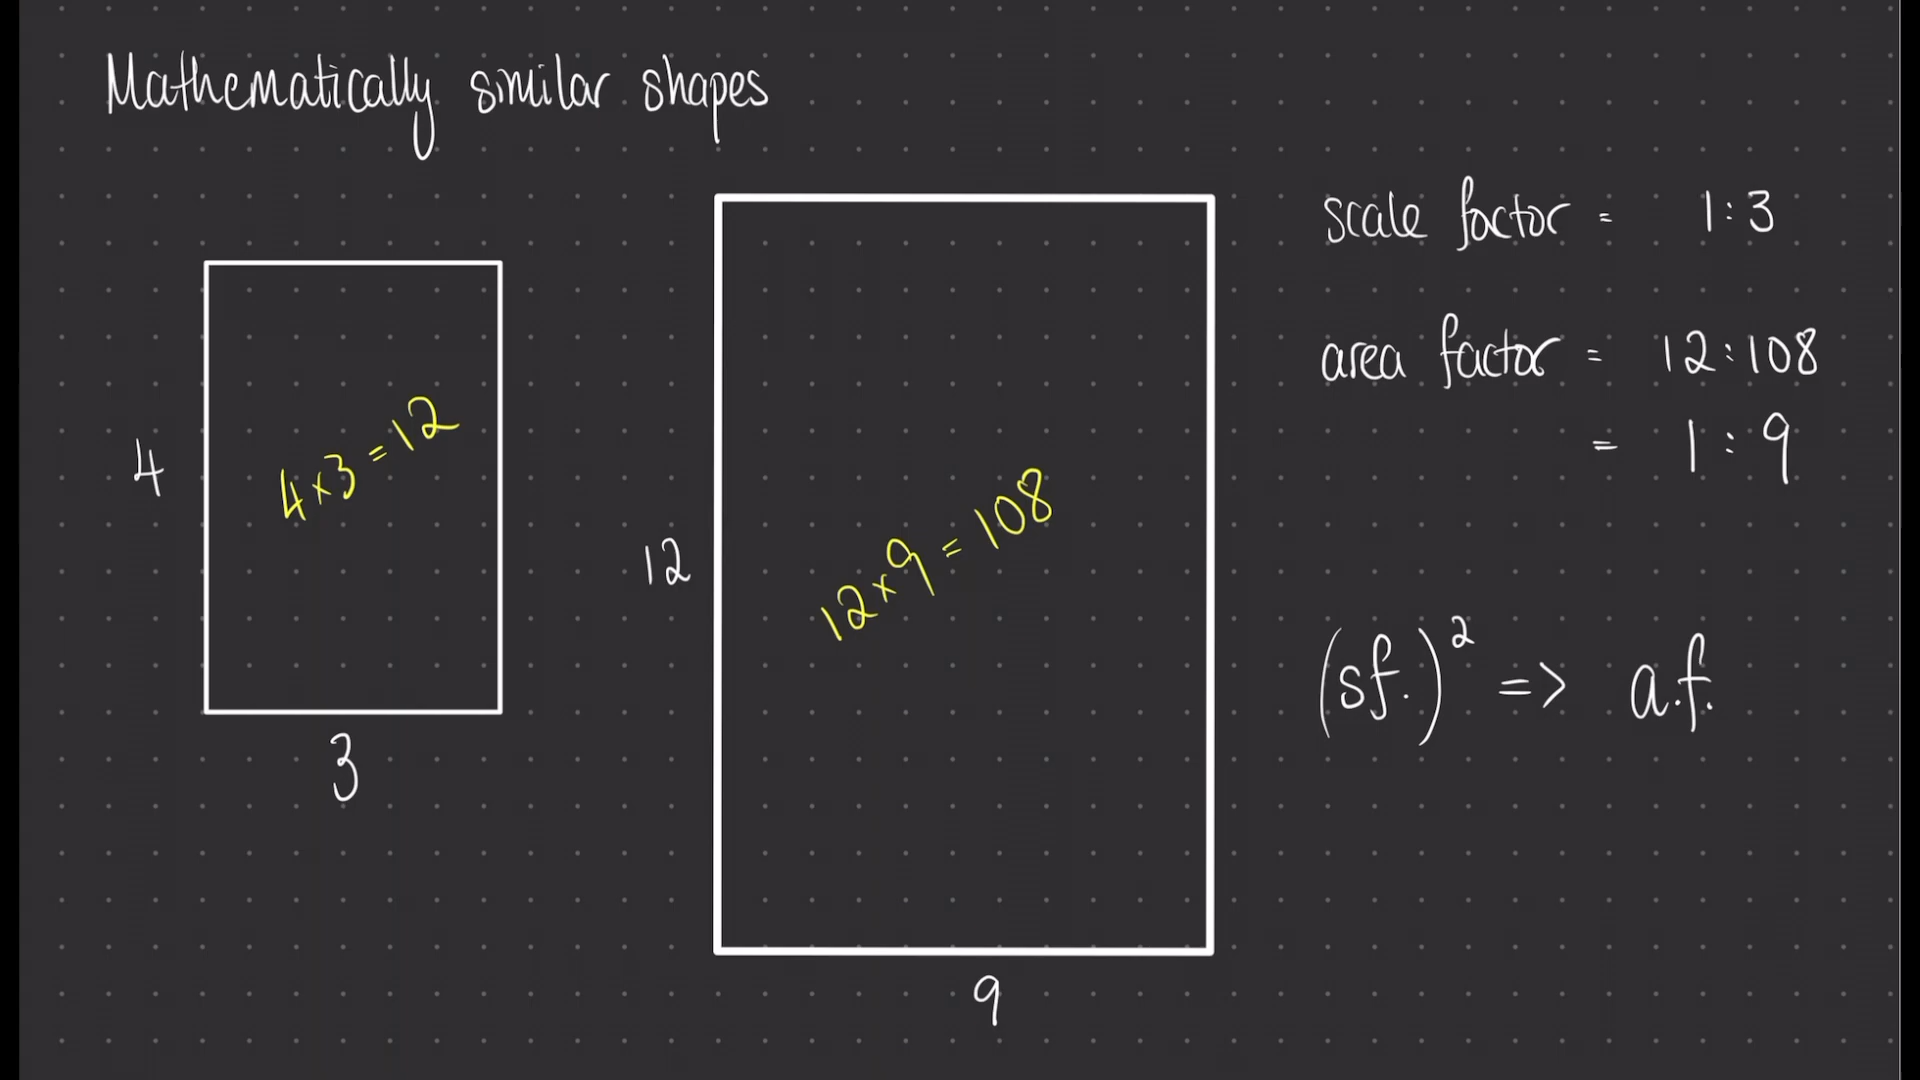 Mathematically similar shapes
scale factor = 1:3
area factor = 12:108
= 1:9
4
4×3=12
3
12
12×9=108
9
(sf.)² => a.f.